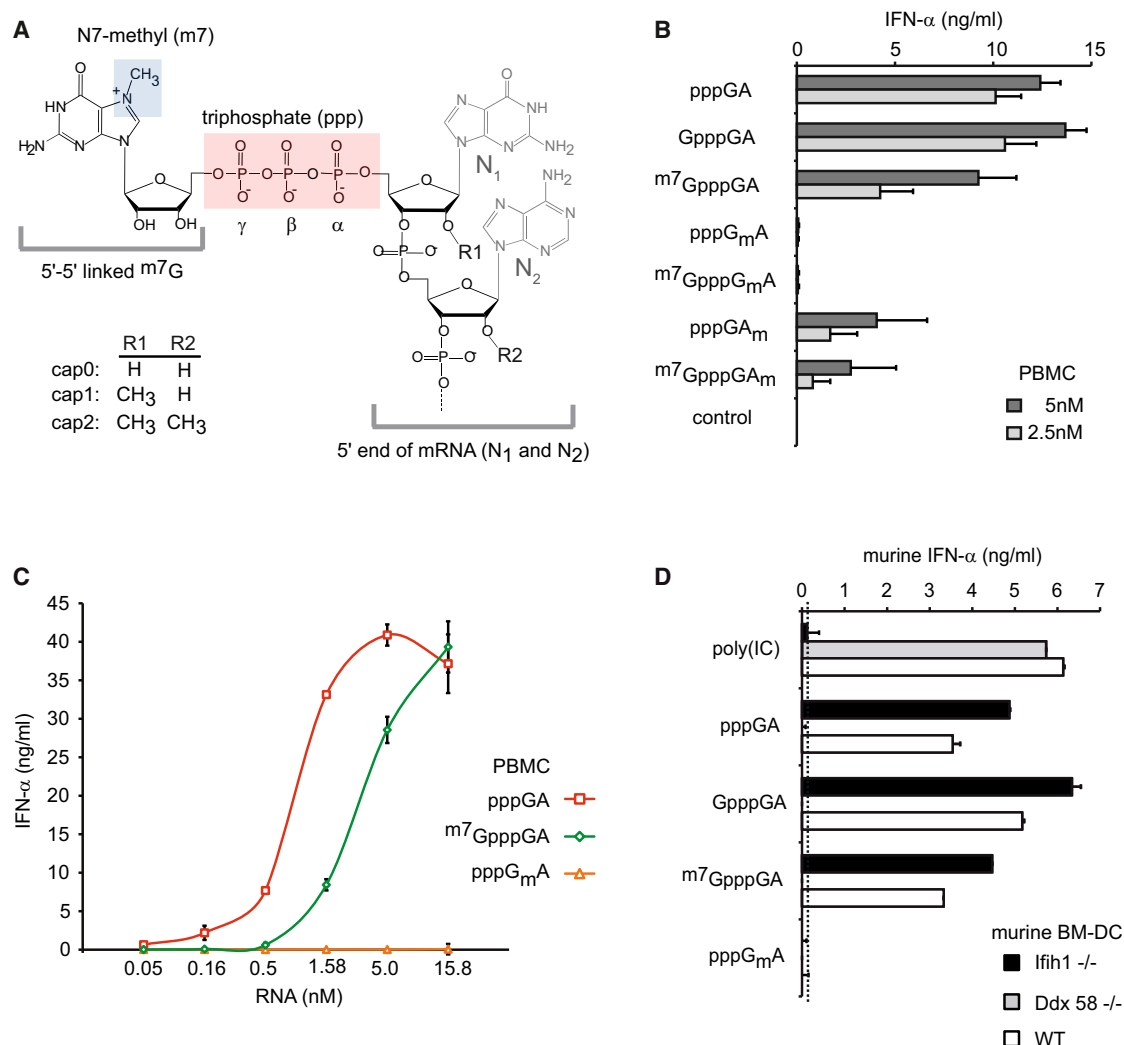 A
N7-methyl (m7)
O
CH3
+
N
N
HN
H2N
N
N
triphosphate (ppp)
O O O
O P O P O P O
O- O- O-
γ β α
O
OH OH
5'-5' linked m7G
O
N
NH
N
N
NH2
N1
NH2
N
N
N
N
N2
O
O
O
R1
O=P—O-
O
O
O
O
R2
O=P—O-
O
R1 R2
cap0: H H
cap1: CH3 H
cap2: CH3 CH3
5' end of mRNA (N1 and N2)
B
IFN-α (ng/ml)
0 5 10 15
pppGA
GpppGA
m7GpppGA
pppGmA
m7GpppGmA
pppGAm
m7GpppGAm
control
PBMC
5nM
2.5nM
C
IFN-α (ng/ml)
45
40
35
30
25
20
15
10
5
0
0.05 0.16 0.5 1.58 5.0 15.8
RNA (nM)
PBMC
pppGA
m7GpppGA
pppGmA
D
murine IFN-α (ng/ml)
0 1 2 3 4 5 6 7
poly(IC)
pppGA
GpppGA
m7GpppGA
pppGmA
murine BM-DC
Ifih1 -/-
Ddx 58 -/-
WT